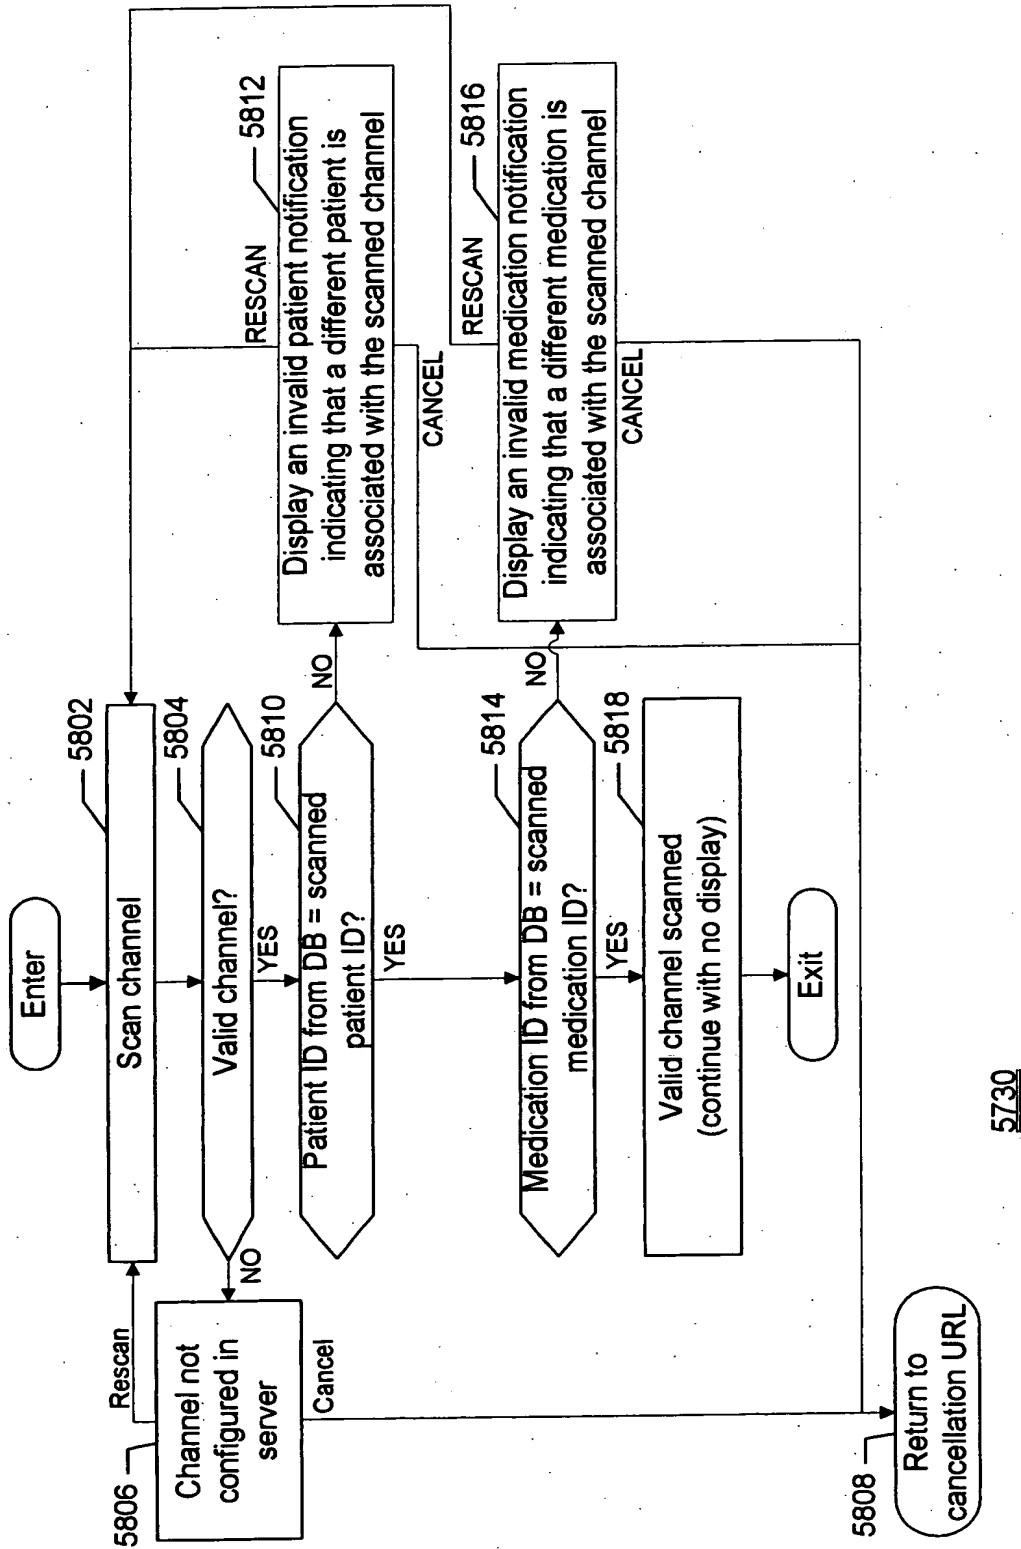 Enter
5802
Scan channel
5804
Valid channel?
YES
NO
Rescan
5806
Channel not
configured in
server
Cancel
5810
Patient ID from DB = scanned
patient ID?
YES
NO
RESCAN
5812
Display an invalid patient notification
indicating that a different patient is
associated with the scanned channel
CANCEL
5814
Medication ID from DB = scanned
medication ID?
YES
NO
RESCAN
5816
Display an invalid medication notification
indicating that a different medication is
associated with the scanned channel
CANCEL
5818
Valid channel scanned
(continue with no display)
Exit
5808
Return to
cancellation URL
5730